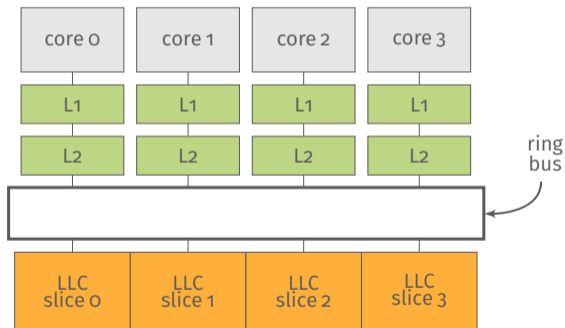 core 0 core 1 core 2 core 3
L1 L1 L1 L1
L2 L2 L2 L2
ring
bus
LLC LLC LLC LLC
slice 0 slice 1 slice 2 slice 3